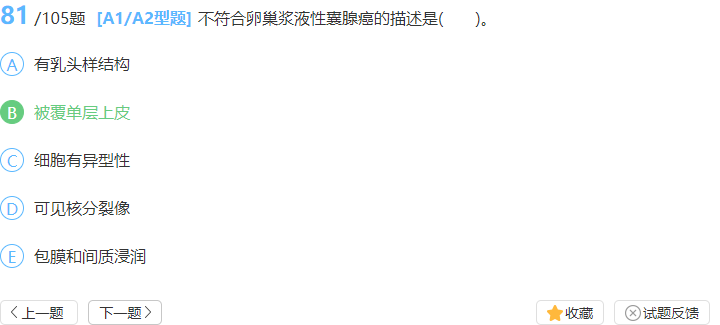 81 /105题 [A1/A2型题] 不符合卵巢浆液性囊腺癌的描述是( )。
A 有乳头样结构
B 被覆单层上皮
C 细胞有异型性
D 可见核分裂像
E 包膜和间质浸润
上一题 下一题 收藏 试题反馈